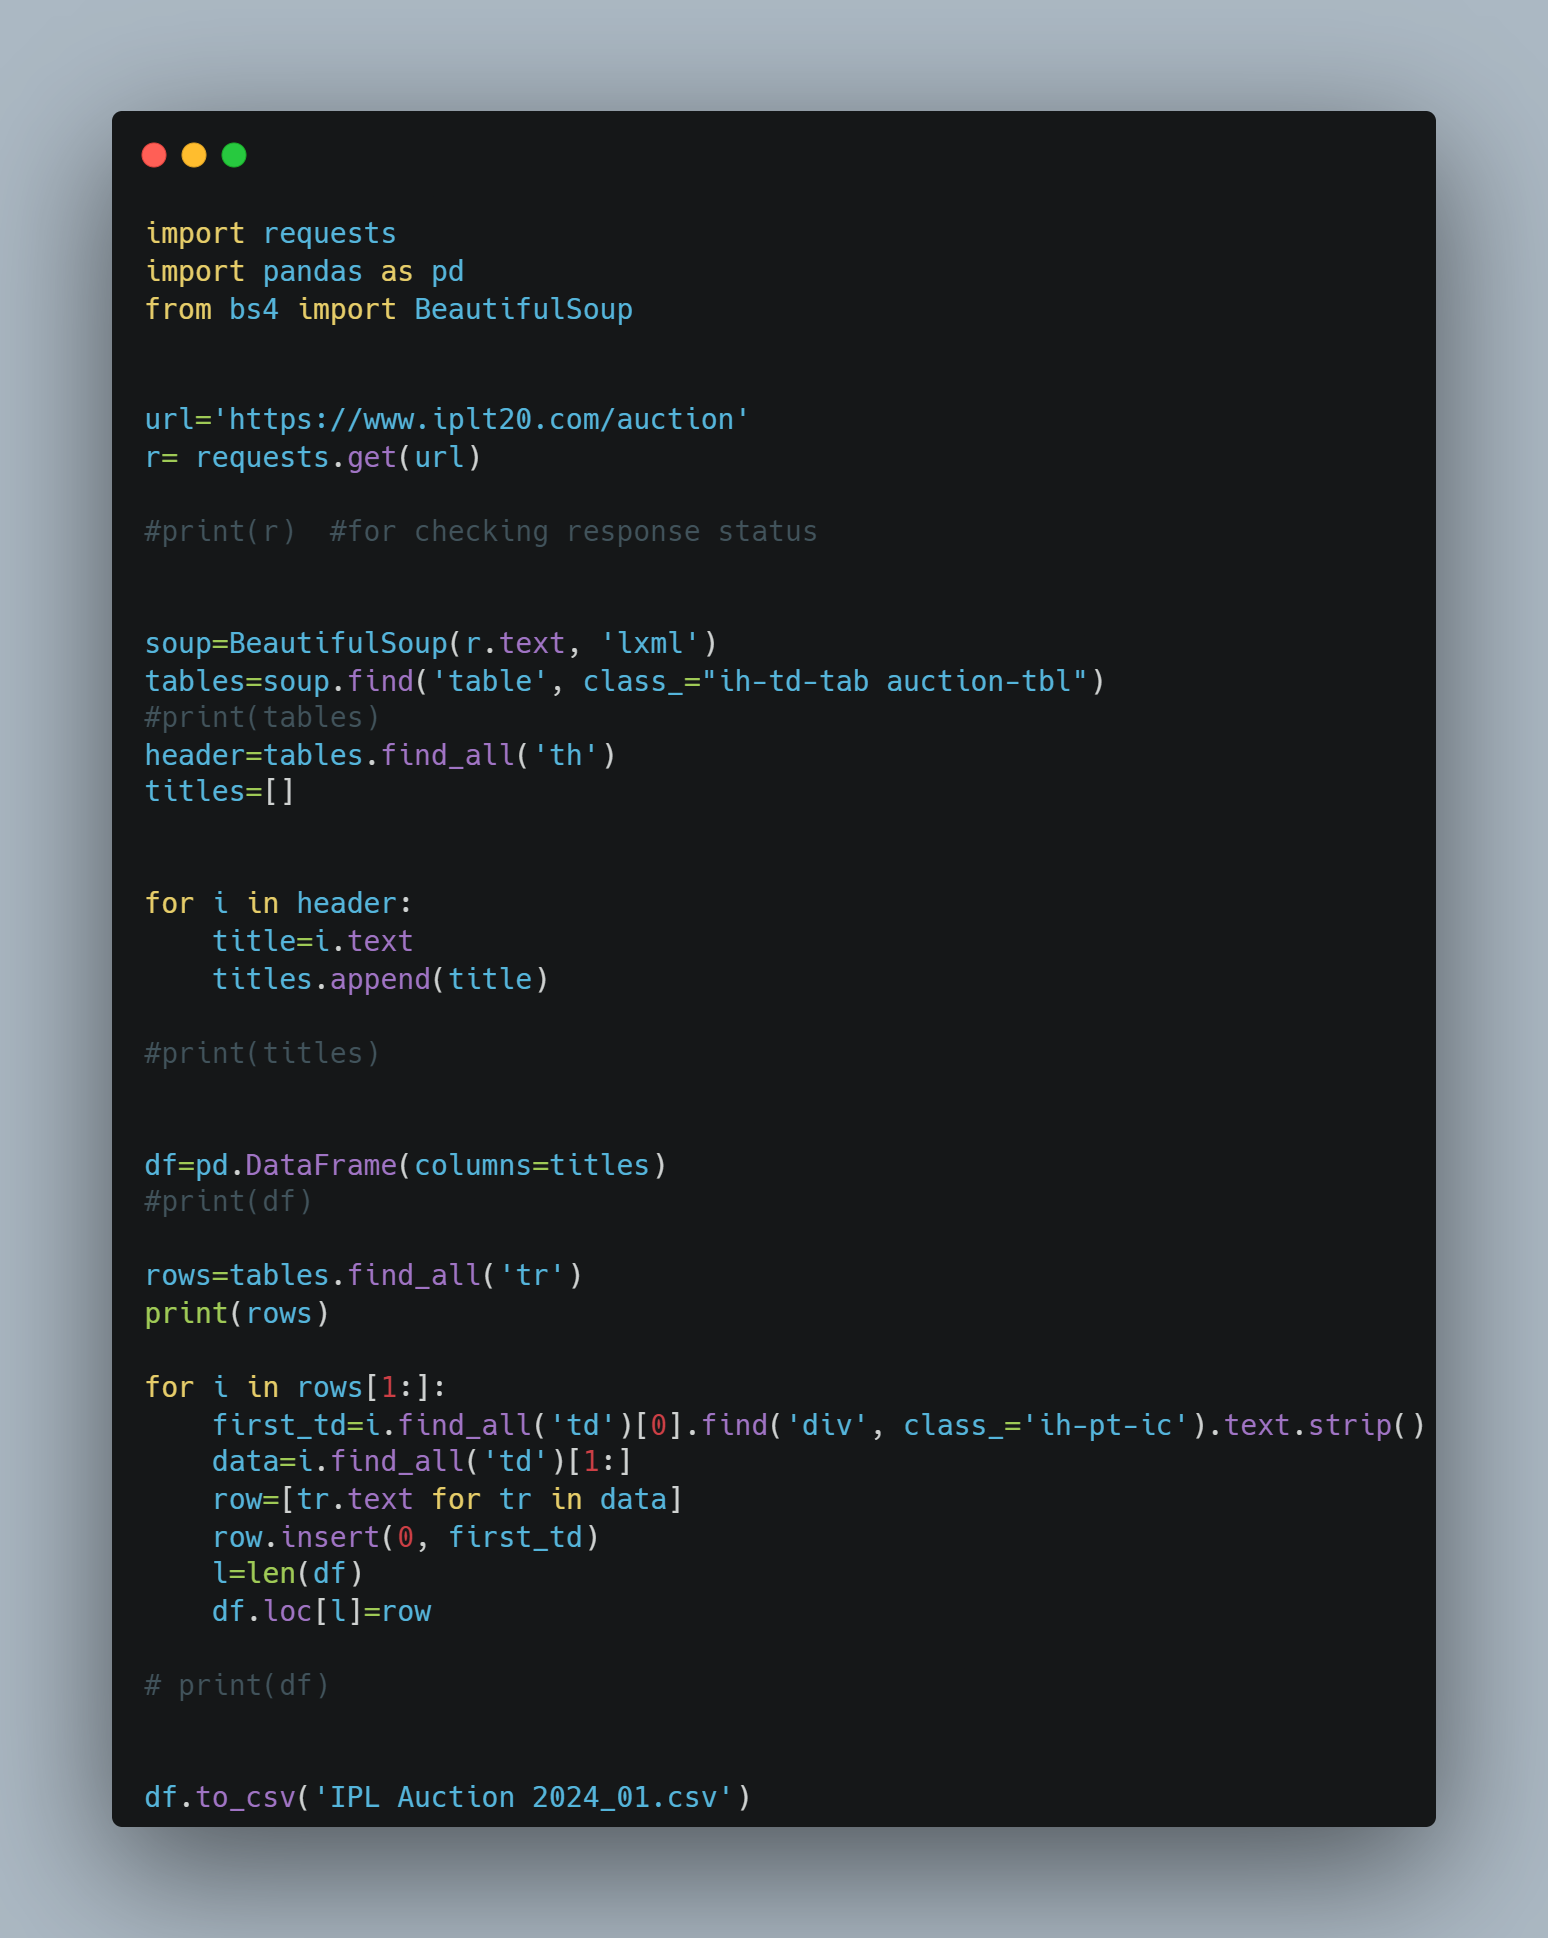 import requests
import pandas as pd
from bs4 import BeautifulSoup
url='https://www.iplt20.com/auction'
r= requests.get(url)
#print(r)  #for checking response status
soup=BeautifulSoup(r.text, 'lxml')
tables=soup.find('table', class_="ih-td-tab auction-tbl")
#print(tables)
header=tables.find_all('th')
titles=[]
for i in header:
    title=i.text
    titles.append(title)
#print(titles)
df=pd.DataFrame(columns=titles)
#print(df)
rows=tables.find_all('tr')
print(rows)
for i in rows[1:]:
    first_td=i.find_all('td')[0].find('div', class_='ih-pt-ic').text.strip()
    data=i.find_all('td')[1:]
    row=[tr.text for tr in data]
    row.insert(0, first_td)
    l=len(df)
    df.loc[l]=row
# print(df)
df.to_csv('IPL Auction 2024_01.csv')